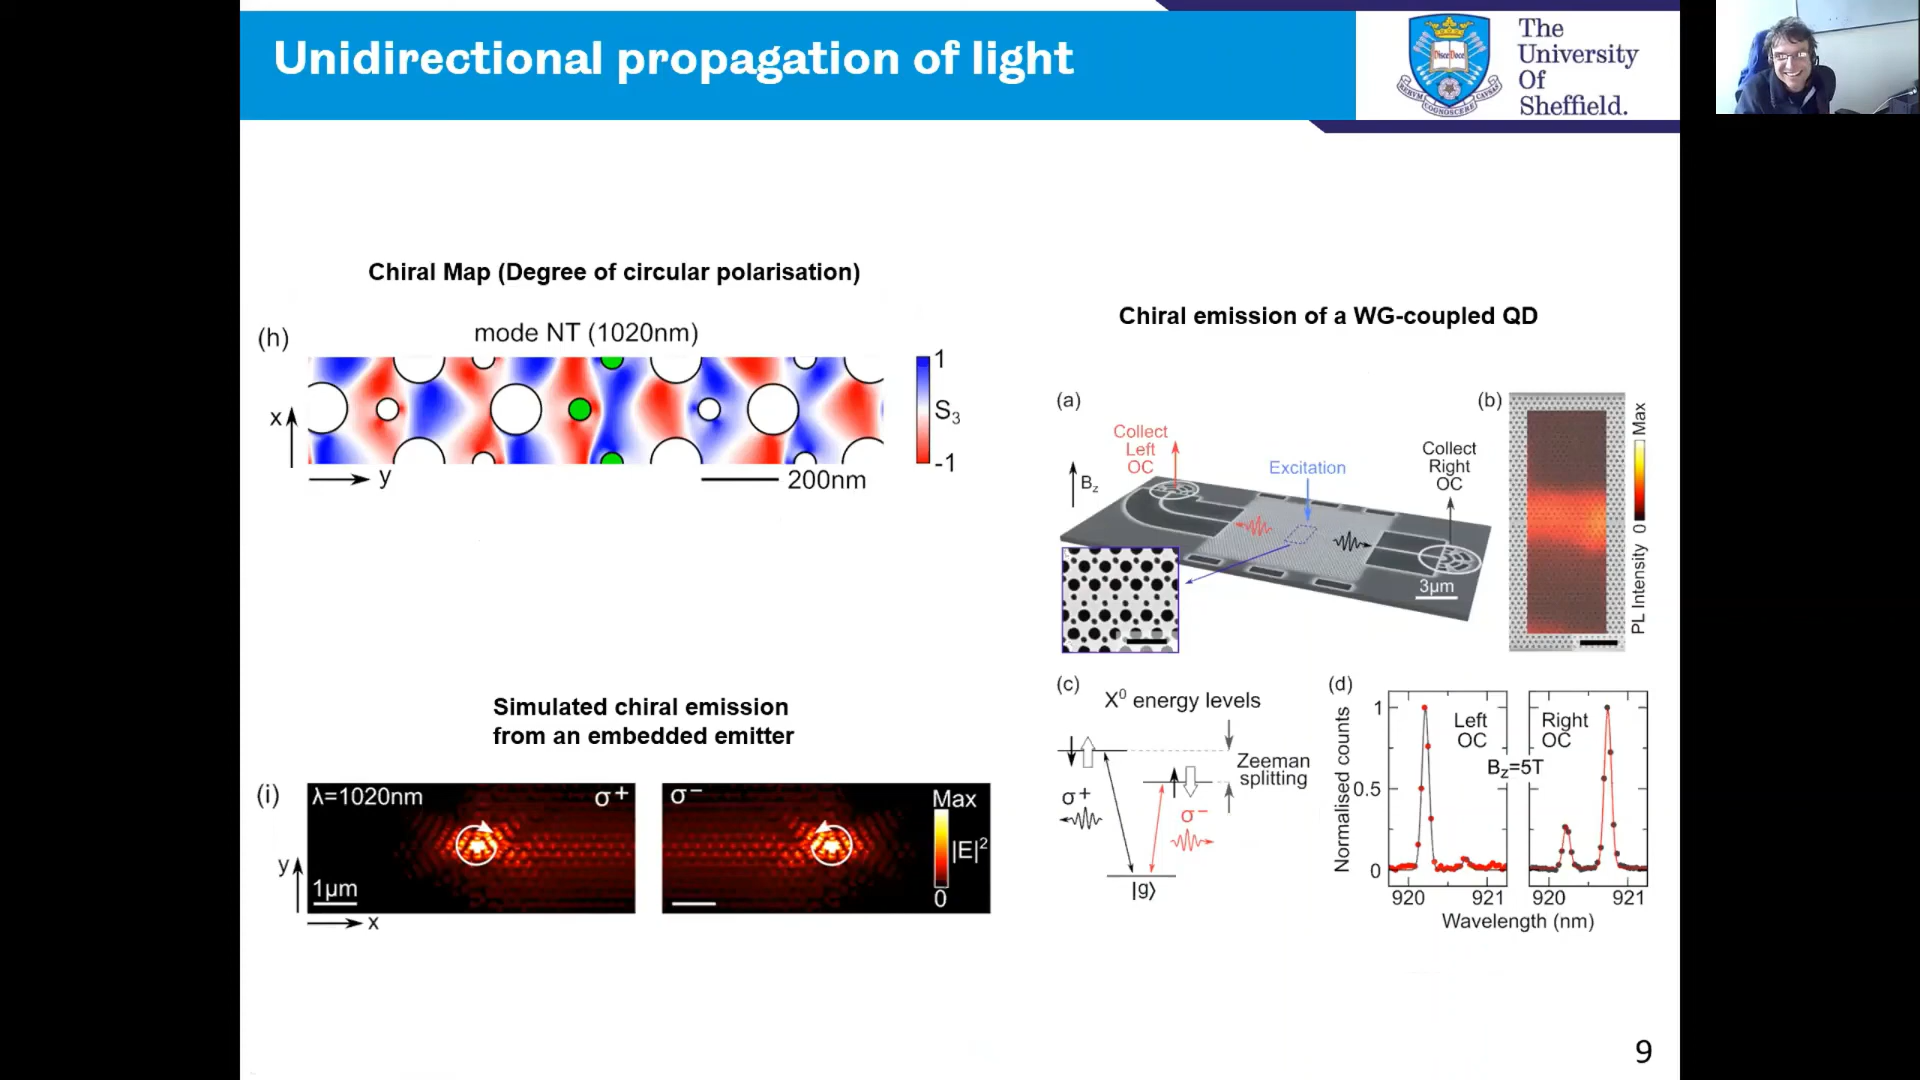 Unidirectional propagation of light
The
University
Of
Sheffield.
Chiral Map (Degree of circular polarisation)
(h)
mode NT (1020nm)
x
y
200nm
1
S3
-1
Simulated chiral emission
from an embedded emitter
(i)
λ=1020nm
σ+
σ−
Max
|E|²
0
y
1μm
x
Chiral emission of a WG-coupled QD
(a)
Collect
Left
OC
Bz
Excitation
Collect
Right
OC
3μm
(b)
Max
0
PL Intensity
(c)
X⁰ energy levels
Zeeman
splitting
σ+
σ−
|g⟩
(d)
Normalised counts
1
0.5
0
Left
OC
Right
OC
Bz=5T
920
921
920
921
Wavelength (nm)
9